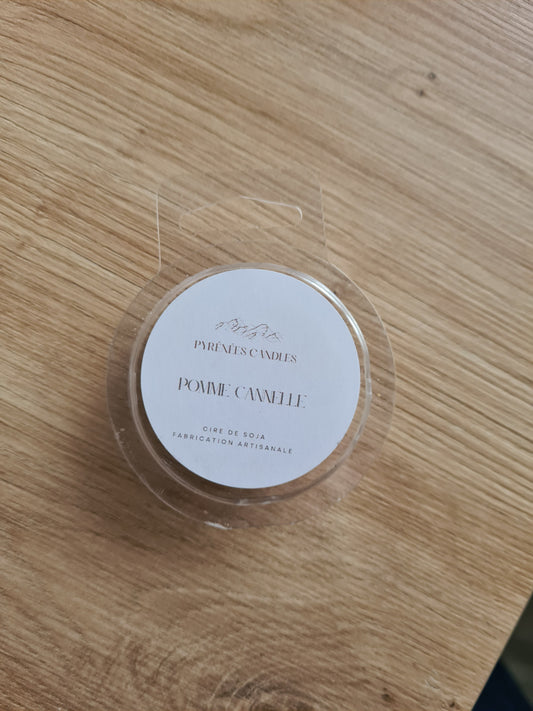 PYRÉNÉES CANDLES
POMME CANNELLE
CIRE DE SOJA
FABRICATION ARTISANALE